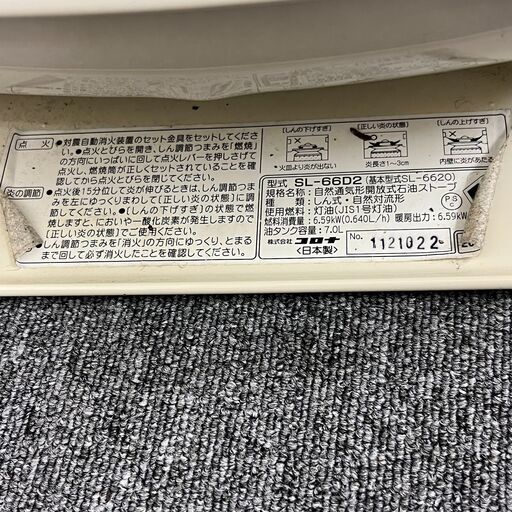 点火
●対震自動消火装置のセット金具をセットしてくださ
い。●点火とびらを開き、しん調節つまみを「燃焼」
の方向にいっぱいに回して点火レバーを押しさげて
点火し、燃焼筒が正しくセットされていることを確
認してから点火とびらを閉じてください。
炎の調節
●点火後15分位して炎が伸びるときは、しん調節つまみ
を左にゆっくりまわして【正しい炎の状態】に調節して
ください。●【しんの下げすぎ】の状態で燃
焼しますと、においや一酸化炭素が発生しますので
【正しい炎の状態】でご使用ください。
●しん調節つまみを「消火」の方向にゆっくり、とまる
まで回して必ず消火したことを確認してください
【しんの下げすぎ】
【正しい炎の状態】
【しんの上げすぎ】
・火皿より炎が出ない
・炎の長さ1~3cm
・内壁に炎があたる
型式 SL-66D2 (基本型式SL-6620)
規格名称:自然通気形開放式石油ストーブ
種類:しん式・自然対流形
使用燃料:灯油(JIS1号灯油)
燃料消費量:6.59kW(0.640L/h) 暖房出力:6.59kW
油タンク容量:7.0L
株式会社 コロナ
〈日本製〉
No. 1121022
PS
C